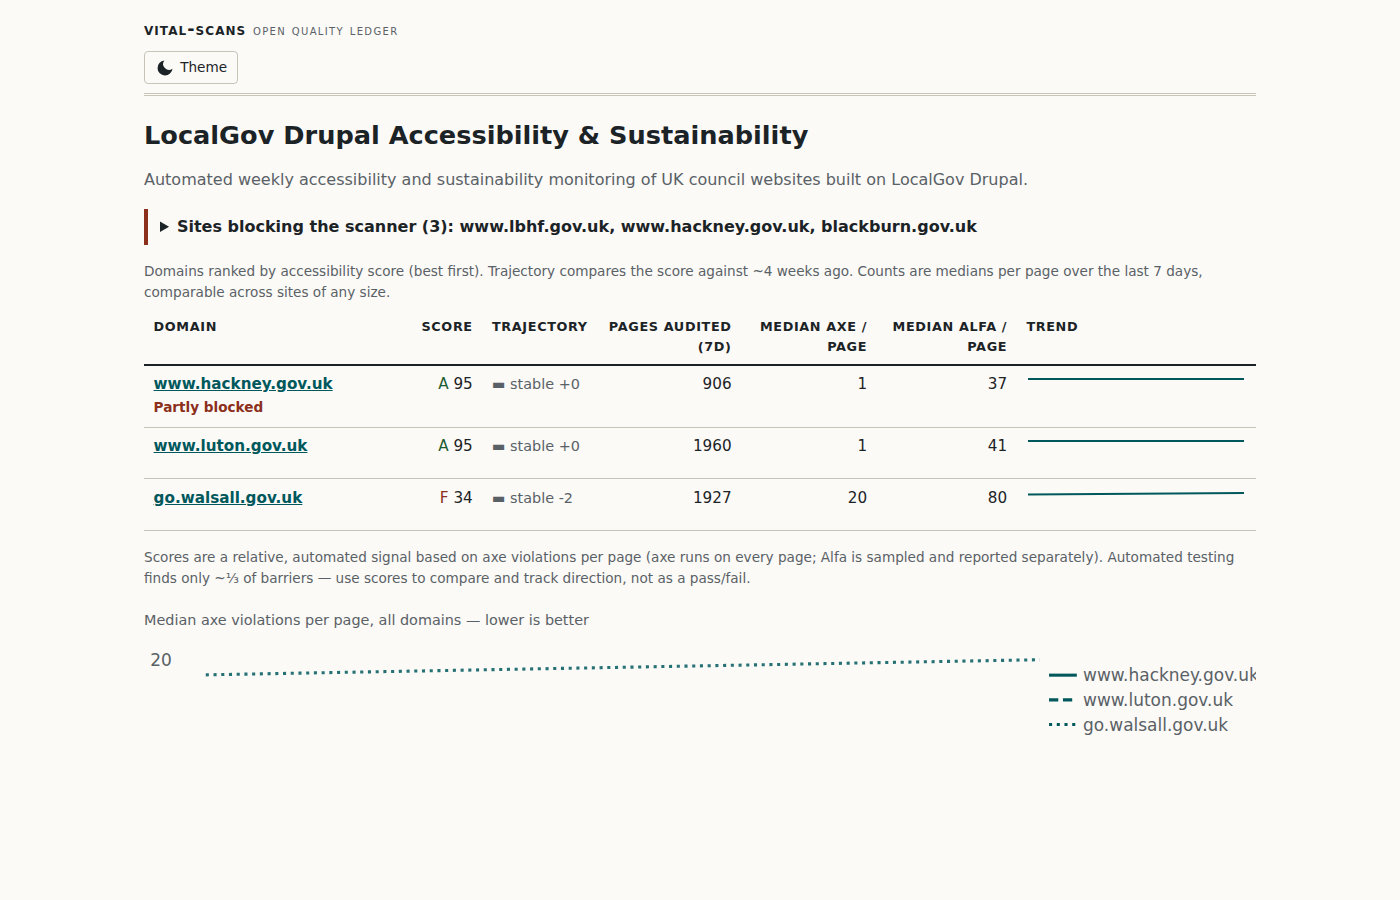 VITAL-SCANS OPEN QUALITY LEDGER
Theme
LocalGov Drupal Accessibility & Sustainability
Automated weekly accessibility and sustainability monitoring of UK council websites built on LocalGov Drupal.
Sites blocking the scanner (3): www.lbhf.gov.uk, www.hackney.gov.uk, blackburn.gov.uk
Domains ranked by accessibility score (best first). Trajectory compares the score against ~4 weeks ago. Counts are medians per page over the last 7 days,
comparable across sites of any size.
DOMAIN SCORE TRAJECTORY PAGES AUDITED (7D) MEDIAN AXE / PAGE MEDIAN ALFA / PAGE TREND
www.hackney.gov.uk A 95 stable +0 906 1 37
Partly blocked
www.luton.gov.uk A 95 stable +0 1960 1 41
go.walsall.gov.uk F 34 stable -2 1927 20 80
Scores are a relative, automated signal based on axe violations per page (axe runs on every page; Alfa is sampled and reported separately). Automated testing
finds only ~⅓ of barriers — use scores to compare and track direction, not as a pass/fail.
Median axe violations per page, all domains — lower is better
20
www.hackney.gov.uk
www.luton.gov.uk
go.walsall.gov.uk